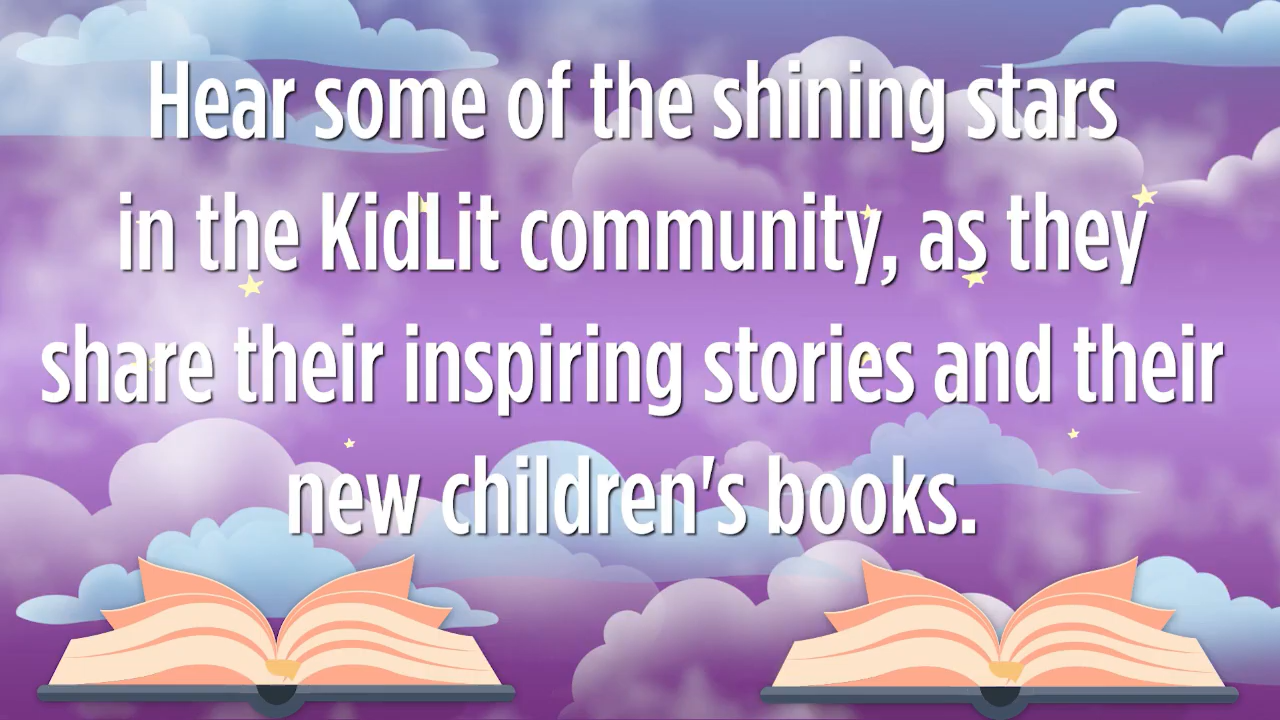 Hear some of the shining stars
in the KidLit community, as they
share their inspiring stories and their
new children's books.